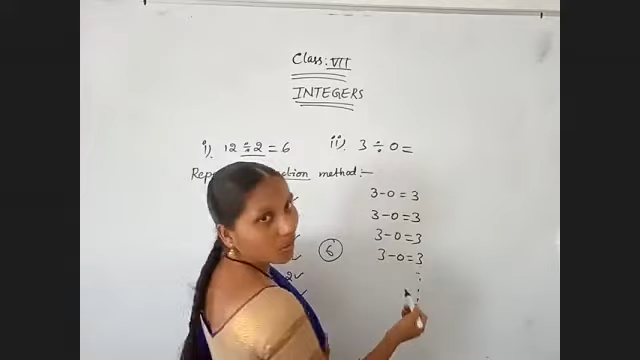 Class: VII
INTEGERS
i). 12 ÷ 2 = 6
ii). 3 ÷ 0 =
method:-
3-0=3
3-0=3
3-0=3
3-0=3
6